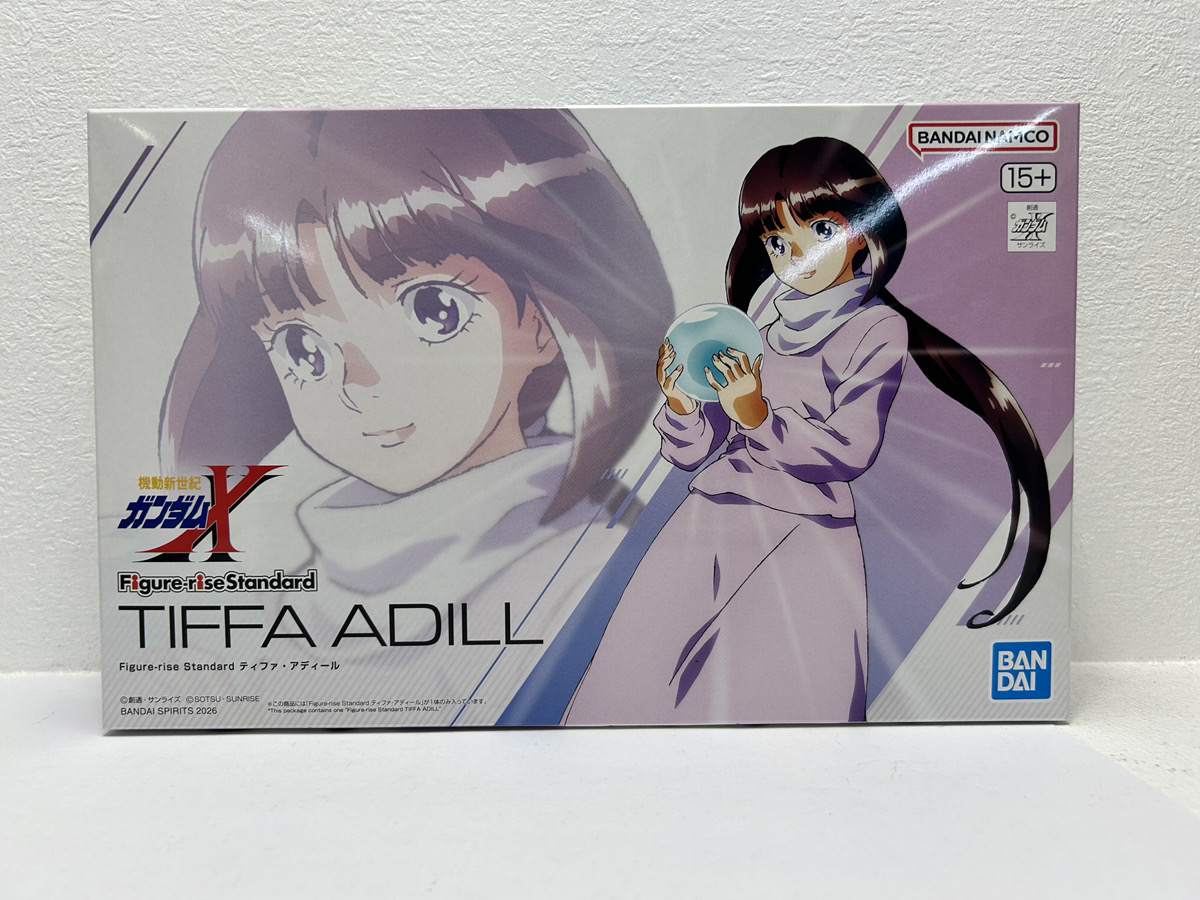 BANDAI NAMCO
15+
創通
© ガンダムX
サンライズ
機動新世紀
ガンダムX
Figure-riseStandard
TIFFA ADILL
Figure-rise Standard ティファ・アディール
©創通・サンライズ ©SOTSU・SUNRISE
BANDAI SPIRITS 2026
※この商品には「Figure-rise Standard ティファ・アディール」が1体のみ入っています。
*This package contains one "Figure-rise Standard TIFFA ADILL"
BAN
DAI